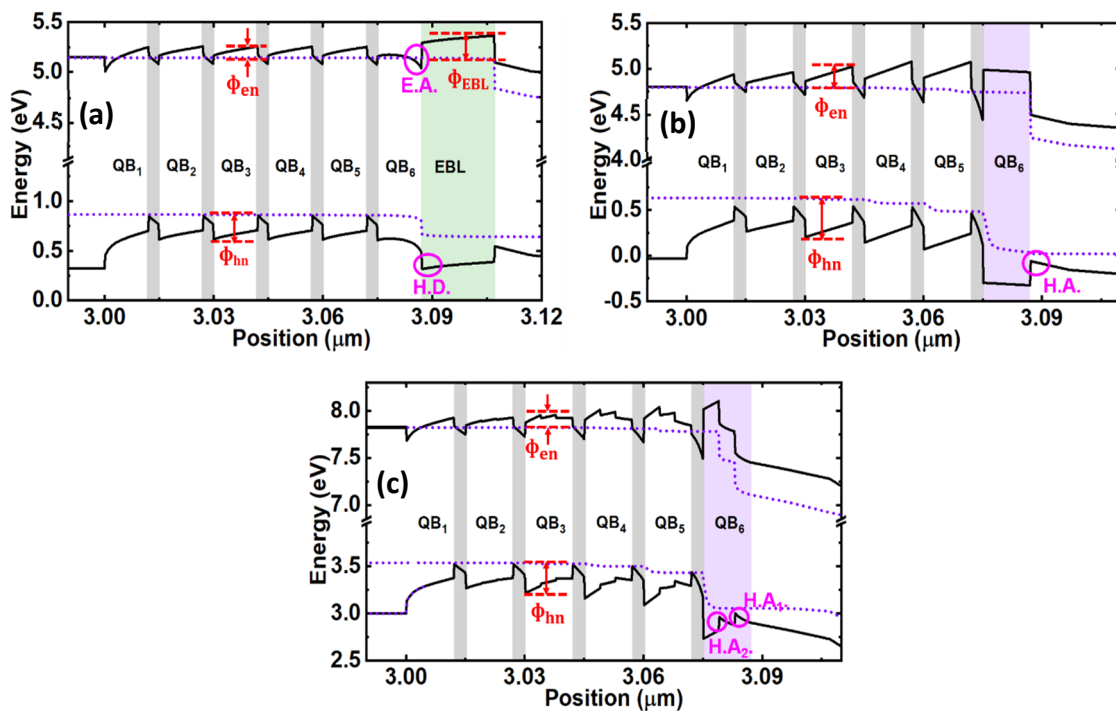 (a)
Energy (eV)
5.5
5.0
4.5
1.0
0.5
0.0
ϕen
E.A.
ϕEBL
QB1 QB2 QB3 QB4 QB5 QB6 EBL
ϕhn
H.D.
3.00 3.03 3.06 3.09 3.12
Position (μm)
(b)
Energy (eV)
5.5
5.0
4.5
4.0
0.5
0.0
-0.5
ϕen
QB1 QB2 QB3 QB4 QB5 QB6
ϕhn
H.A.
3.00 3.03 3.06 3.09
Position (μm)
(c)
Energy (eV)
8.0
7.5
7.0
3.5
3.0
2.5
ϕen
QB1 QB2 QB3 QB4 QB5 QB6
ϕhn
H.A1.
H.A2.
3.00 3.03 3.06 3.09
Position (μm)